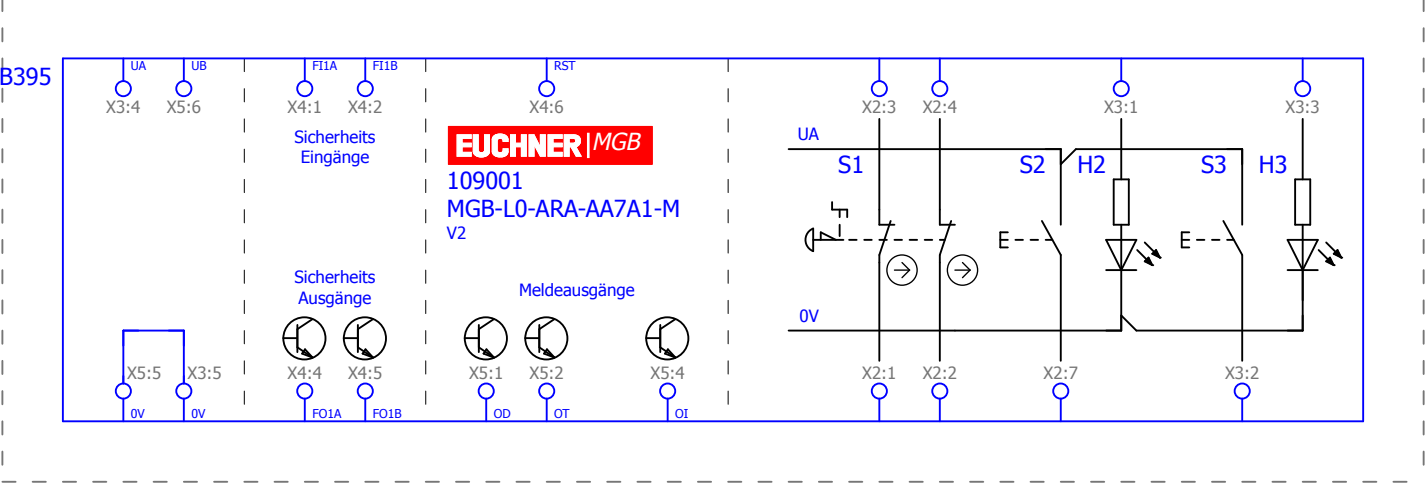 B395
UA UB FI1A FI1B RST
X3:4 X5:6 X4:1 X4:2 X4:6 X2:3 X2:4 X3:1 X3:3
Sicherheits
Eingänge
EUCHNER|MGB
109001
MGB-L0-ARA-AA7A1-M
V2
UA
S1 S2 H2 S3 H3
Sicherheits
Ausgänge
Meldeausgänge
0V
X5:5 X3:5 X4:4 X4:5 X5:1 X5:2 X5:4 X2:1 X2:2 X2:7 X3:2
0V 0V FO1A FO1B OD OT OI